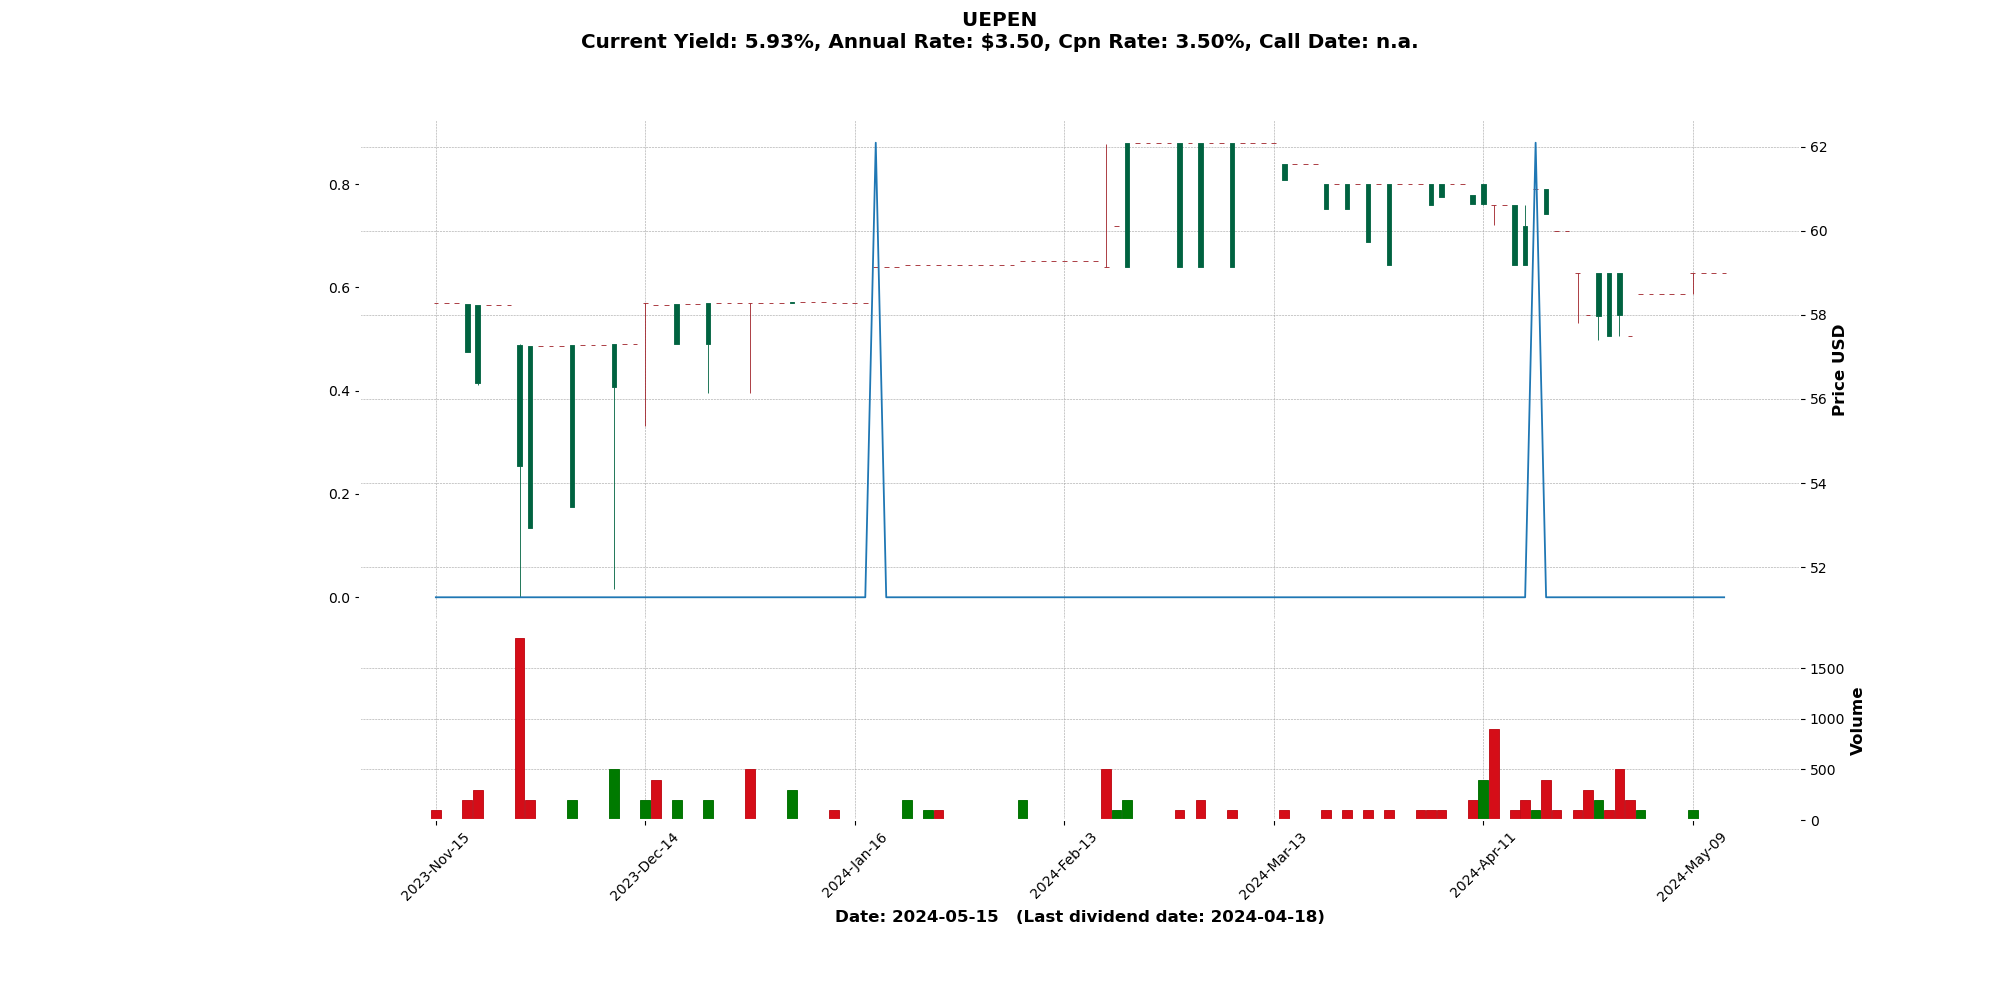 UEPEN
Current Yield: 5.93%, Annual Rate: $3.50, Cpn Rate: 3.50%, Call Date: n.a.
0.8
0.6
0.4
0.2
0.0
62
60
58
56
54
52
Price USD
1500
1000
500
0
Volume
2023-Nov-15
2023-Dec-14
2024-Jan-16
2024-Feb-13
2024-Mar-13
2024-Apr-11
2024-May-09
Date: 2024-05-15   (Last dividend date: 2024-04-18)